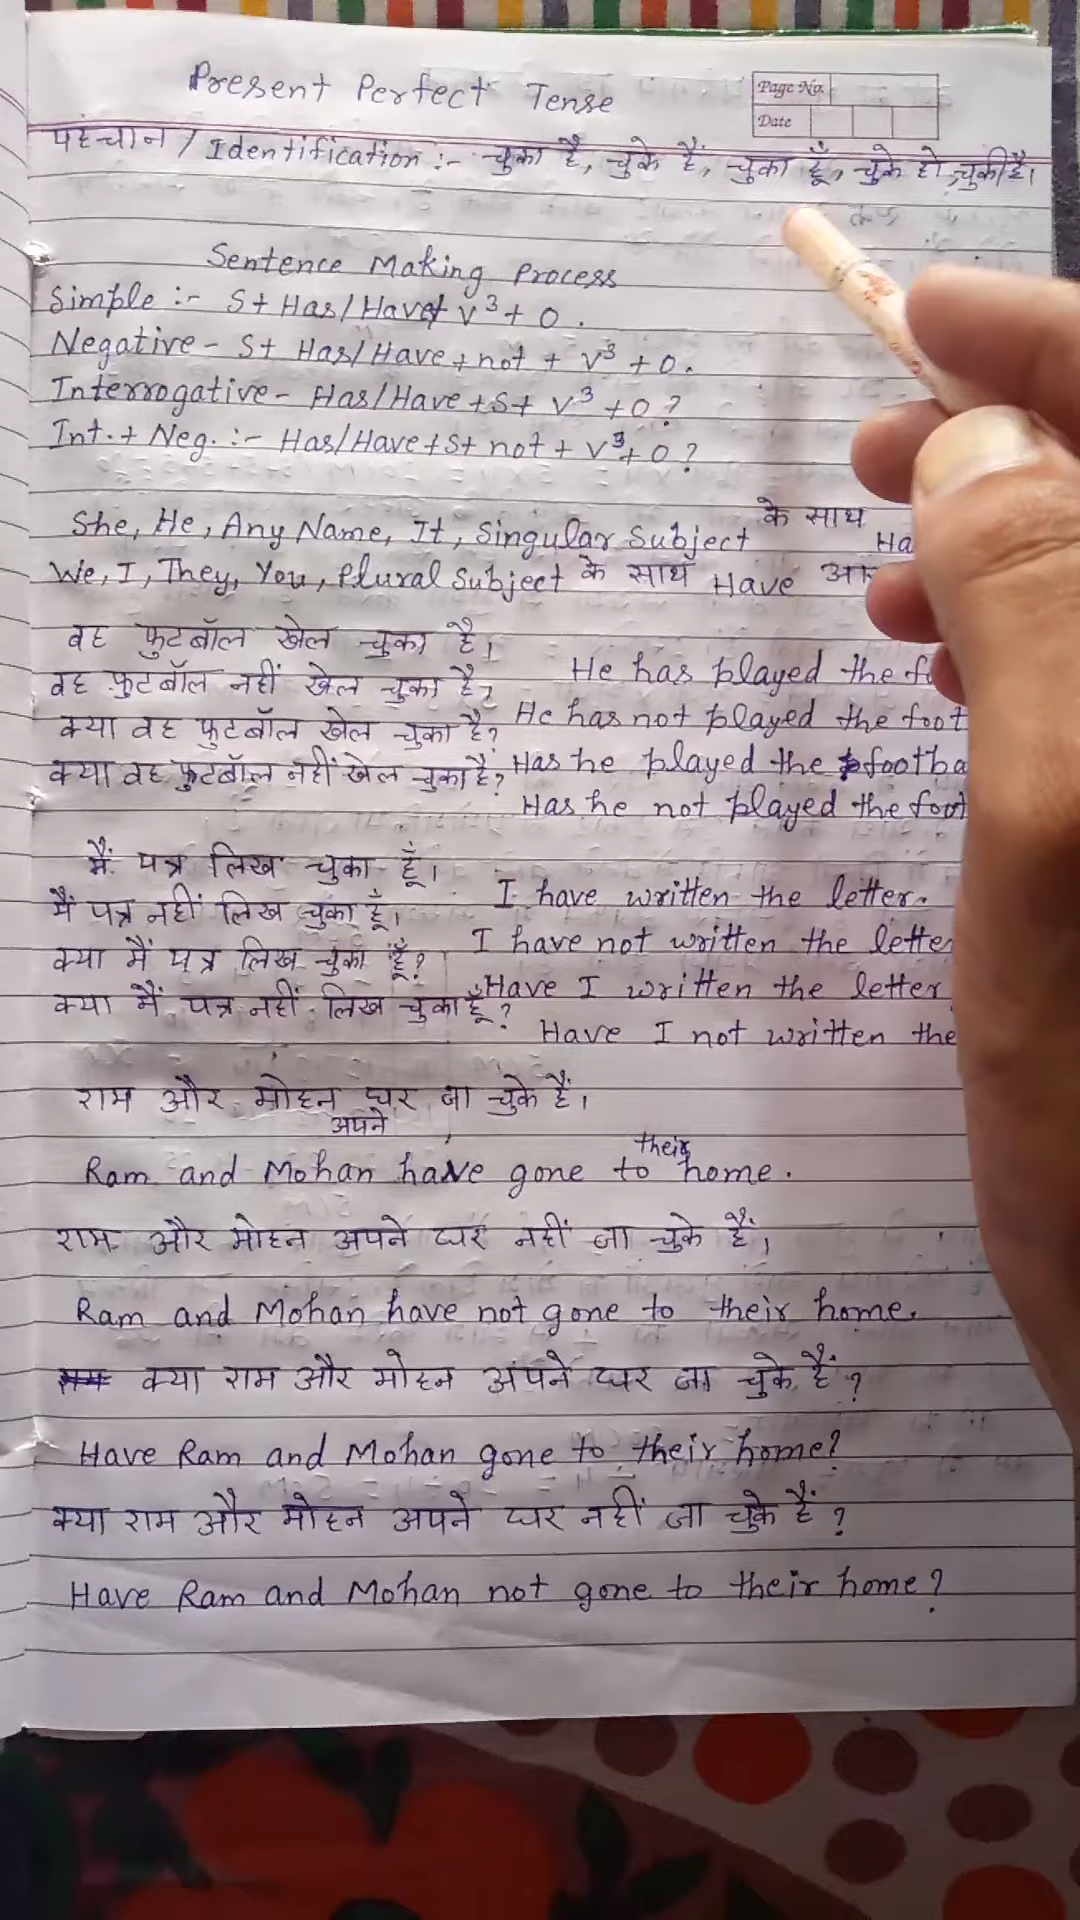 Present Perfect Tense
Page No.
Date
पहचान / Identification :- चुका है, चुके हैं, चुका हूँ, चुके हो, चुकी है।
Sentence Making Process
Simple :- S+ Has/Have+ V³ + O.
Negative - S+ Has/Have + not + V³ + O.
Interrogative - Has/Have + S + V³ + O?
Int. + Neg. :- Has/Have + S + not + V³ + O?
She, He, Any Name, It, Singular Subject के साथ Ha
We, I, They, You, Plural Subject के साथ Have
वह फुटबॉल खेल चुका है।
He has played the
वह फुटबॉल नहीं खेल चुका है,
He has not played the foot
क्या वह फुटबॉल खेल चुका है?
Has he played the footba
क्या वह फुटबॉल नहीं खेल चुका है?
Has he not played the foot
मैं पत्र लिख चुका हूँ।
I have written the letter.
मैं पत्र नहीं लिख चुका हूँ।
I have not written the lette
क्या मैं पत्र लिख चुका हूँ?
Have I written the letter
क्या मैं पत्र नहीं लिख चुका हूँ?
Have I not written the
राम और मोहन अपने घर जा चुके हैं।
Ram and Mohan have gone to their home.
राम और मोहन अपने घर नहीं जा चुके हैं,
Ram and Mohan have not gone to their home.
क्या राम और मोहन अपने घर जा चुके हैं?
Have Ram and Mohan gone to their home?
क्या राम और मोहन अपने घर नहीं जा चुके हैं?
Have Ram and Mohan not gone to their home?